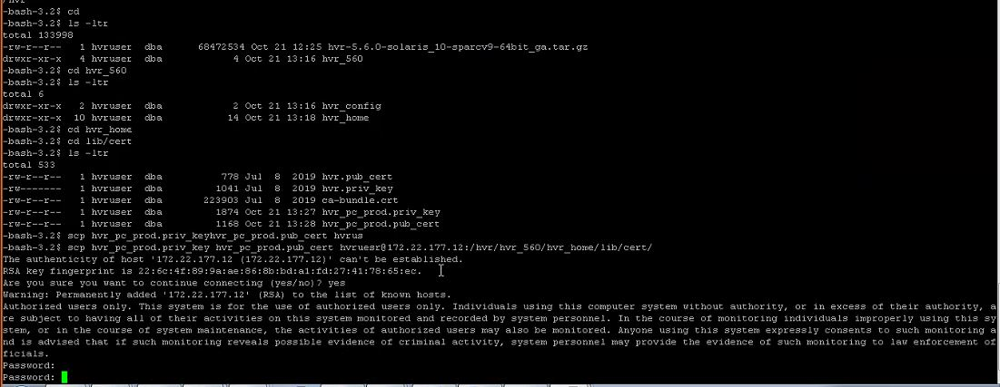 /hvr
-bash-3.2$ cd
-bash-3.2$ ls -ltr
total 133998
-rw-r--r-- 1 hvruser dba 68472534 Oct 21 12:25 hvr-5.6.0-solaris_10-sparcv9-64bit_ga.tar.gz
drwxr-xr-x 4 hvruser dba 4 Oct 21 13:16 hvr_560
-bash-3.2$ cd hvr_560
-bash-3.2$ ls -ltr
total 6
drwxr-xr-x 2 hvruser dba 2 Oct 21 13:16 hvr_config
drwxr-xr-x 10 hvruser dba 14 Oct 21 13:18 hvr_home
-bash-3.2$ cd hvr_home
-bash-3.2$ cd lib/cert
-bash-3.2$ ls -ltr
total 533
-rw-r--r-- 1 hvruser dba 778 Jul 8 2019 hvr.pub_cert
-rw------- 1 hvruser dba 1041 Jul 8 2019 hvr.priv_key
-rw-r--r-- 1 hvruser dba 223903 Jul 8 2019 ca-bundle.crt
-rw-r--r-- 1 hvruser dba 1874 Oct 21 13:27 hvr_pc_prod.priv_key
-rw-r--r-- 1 hvruser dba 1168 Oct 21 13:28 hvr_pc_prod.pub_cert
-bash-3.2$ scp hvr_pc_prod.priv_keyhvr_pc_prod.pub_cert hvrus
-bash-3.2$ scp hvr_pc_prod.priv_key hvr_pc_prod.pub_cert hvruesr@172.22.177.12:/hvr/hvr_560/hvr_home/lib/cert/
The authenticity of host '172.22.177.12 (172.22.177.12)' can't be established.
RSA key fingerprint is 22:6c:4f:89:9a:ae:86:8b:bd:a1:fd:27:41:78:65:ec.
Are you sure you want to continue connecting (yes/no)? yes
Warning: Permanently added '172.22.177.12' (RSA) to the list of known hosts.
Authorized users only. This system is for the use of authorized users only. Individuals using this computer system without authority, or in excess of their authority, a
re subject to having all of their activities on this system monitored and recorded by system personnel. In the course of monitoring individuals improperly using this sy
stem, or in the course of system maintenance, the activities of authorized users may also be monitored. Anyone using this system expressly consents to such monitoring a
nd is advised that if such monitoring reveals possible evidence of criminal activity, system personnel may provide the evidence of such monitoring to law enforcement of
ficials.
Password:
Password: